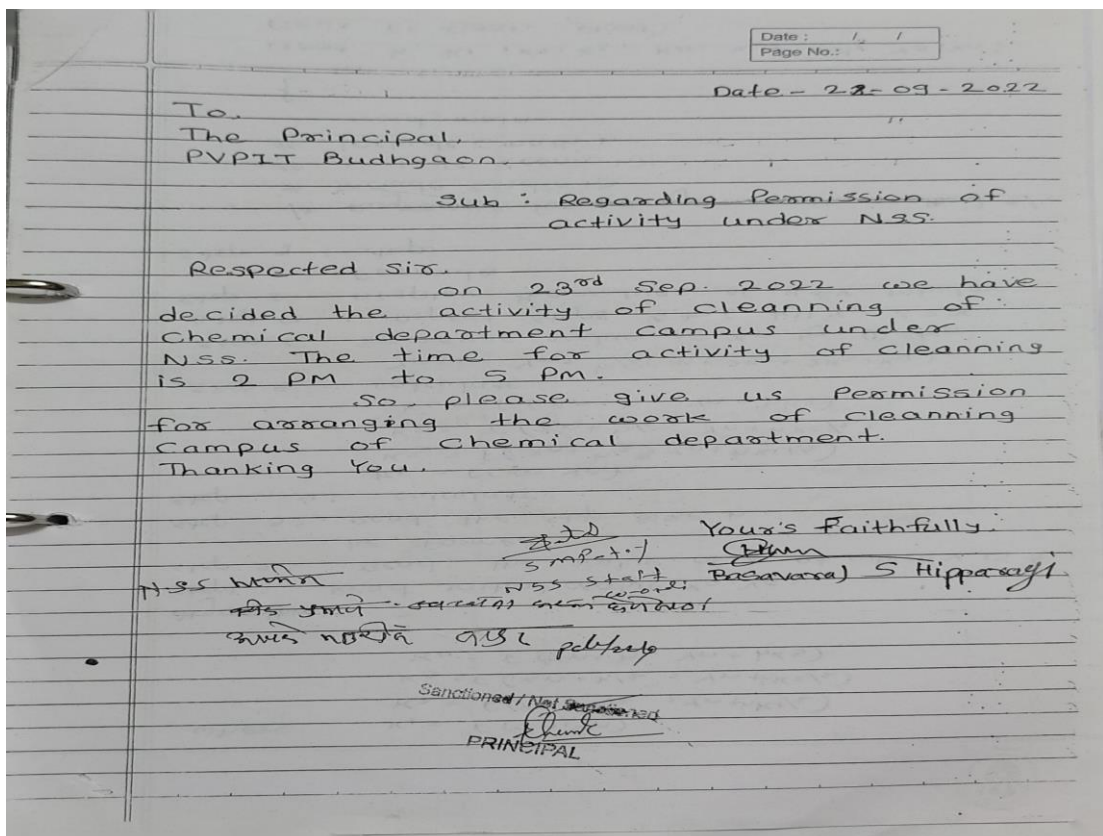 Date : / /
Page No.:
Date - 22-09-2022
To,
The Principal,
PVPIT Budhgaon.
Sub : Regarding Permission of
activity under NSS.
Respected sir,
on 23rd Sep. 2022 we have
decided the activity of cleanning of
Chemical department campus under
NSS. The time for activity of cleanning
is 2 PM to 5 PM.
So please give us Permission
for arranging the work of cleanning
campus of Chemical department.
Thanking You.
Your's Faithfully
NSS Staff
Basavaraj S Hipparagi
Sanctioned / Not Sanctioned
PRINCIPAL